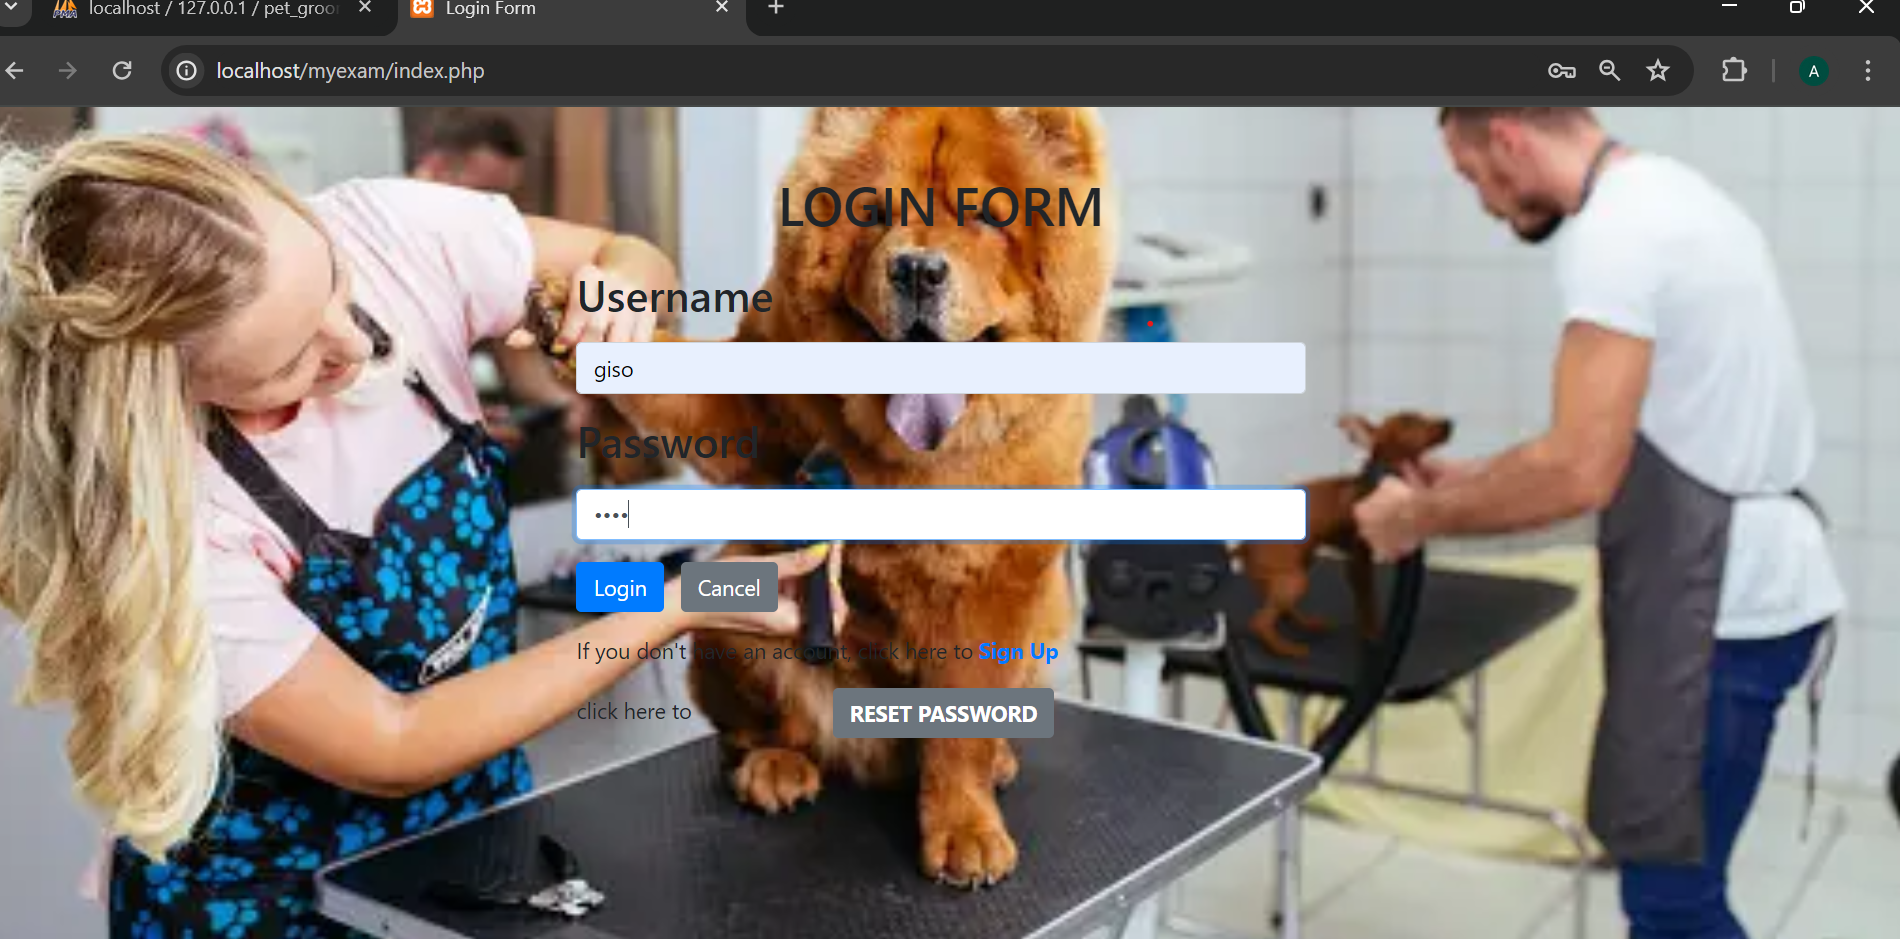 localhost / 127.0.0.1 / pet_groo
Login Form
localhost/myexam/index.php
A
LOGIN FORM
Username
giso
Password
••••
Login Cancel
If you don't have an account, click here to Sign Up
click here to RESET PASSWORD